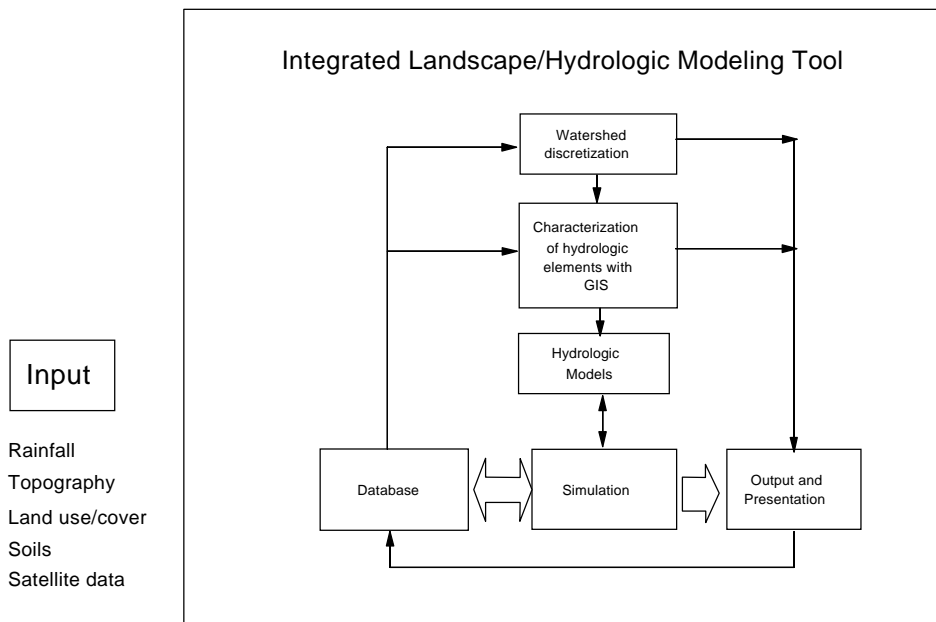 Integrated Landscape/Hydrologic Modeling Tool
Watershed
discretization
Characterization
of hydrologic
elements with
GIS
Hydrologic
Models
Input
Rainfall
Topography
Land use/cover
Soils
Satellite data
Database
Simulation
Output and
Presentation